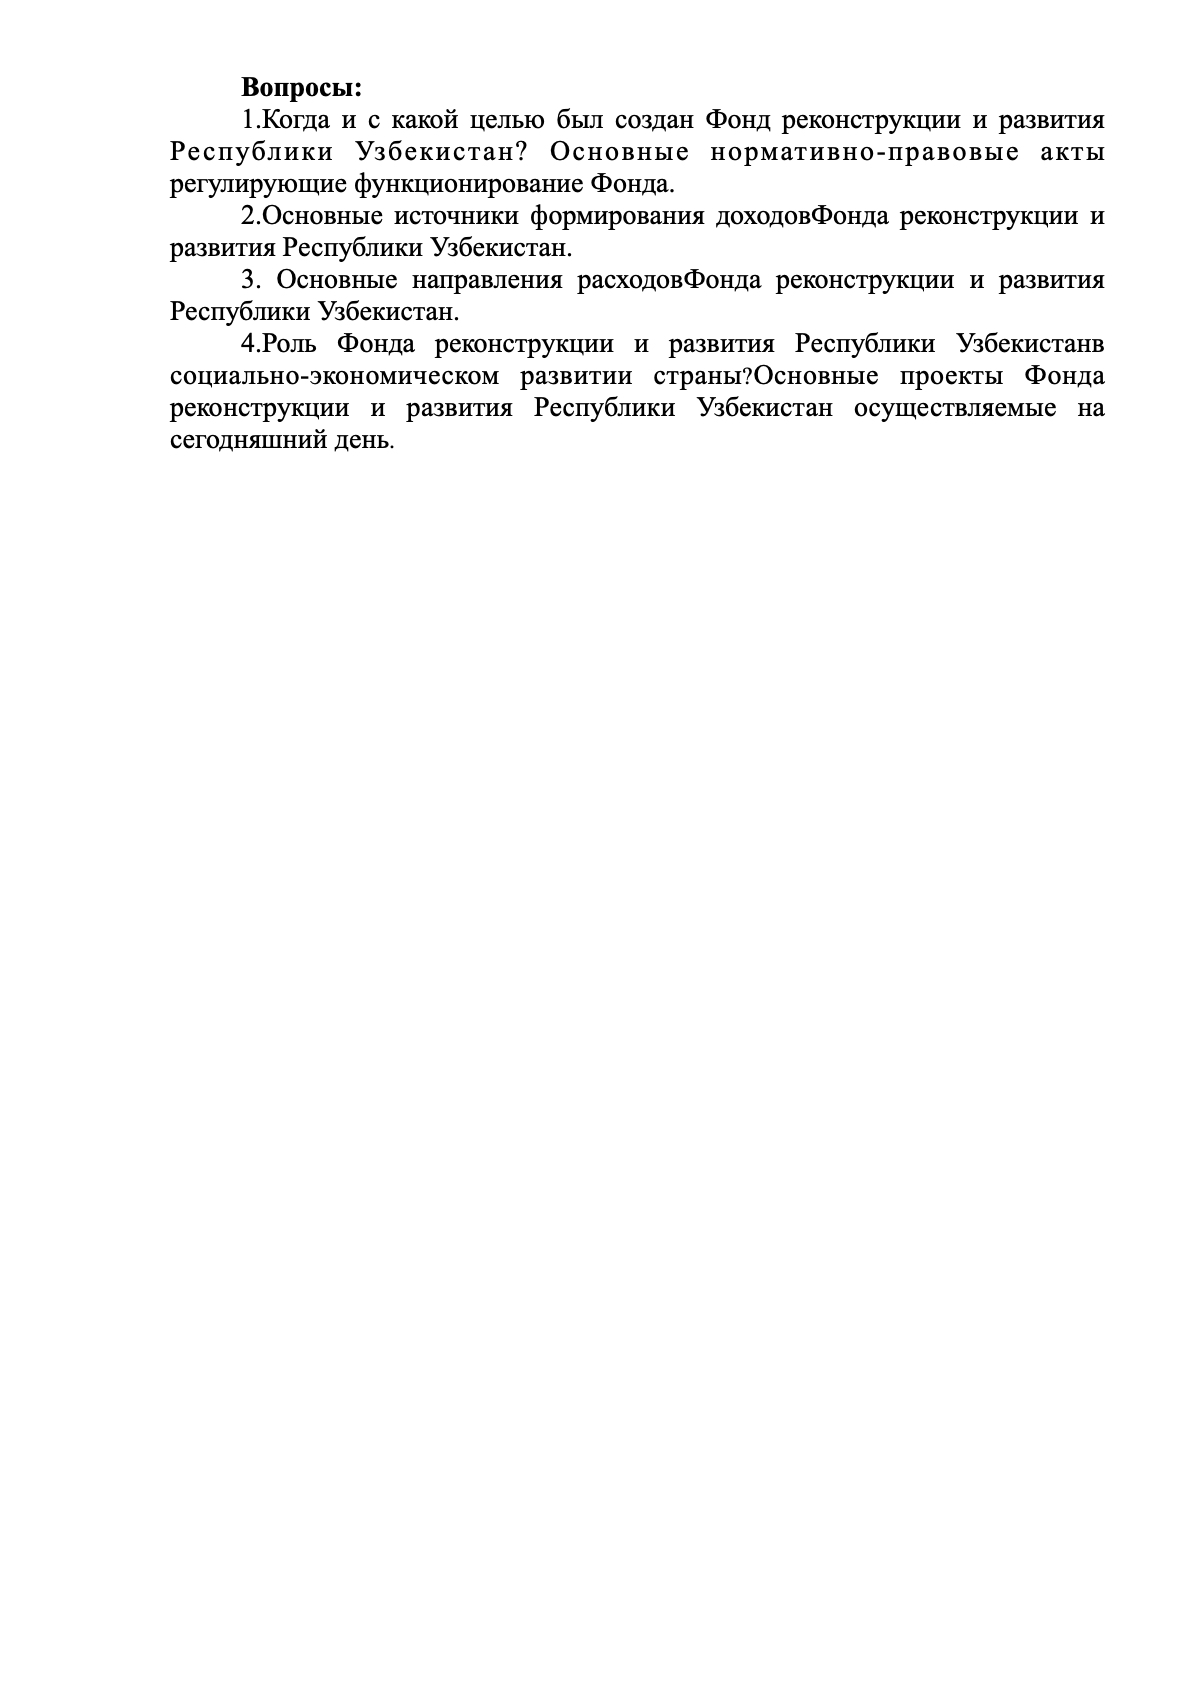 Вопросы:
1.Когда и с какой целью был создан Фонд реконструкции и развития
Республики Узбекистан? Основные нормативно-правовые акты
регулирующие функционирование Фонда.
2.Основные источники формирования доходовФонда реконструкции и
развития Республики Узбекистан.
3. Основные направления расходовФонда реконструкции и развития
Республики Узбекистан.
4.Роль Фонда реконструкции и развития Республики Узбекистанв
социально-экономическом развитии страны?Основные проекты Фонда
реконструкции и развития Республики Узбекистан осуществляемые на
сегодняшний день.